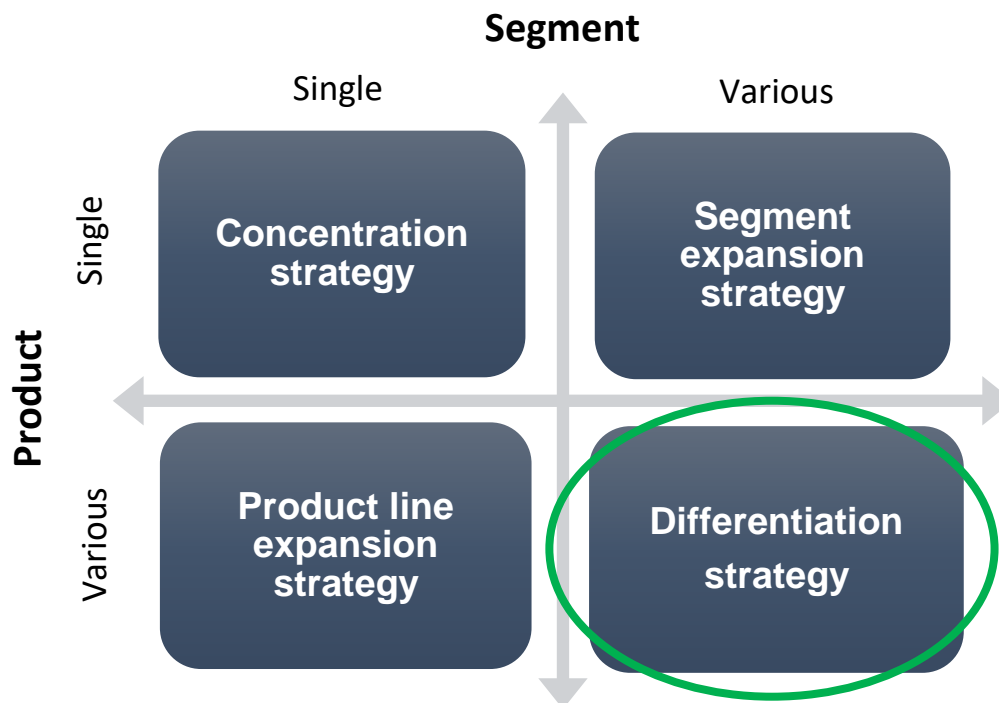 Segment
Single
Various
Product
Single
Concentration
strategy
Segment
expansion
strategy
Various
Product line
expansion
strategy
Differentiation
strategy